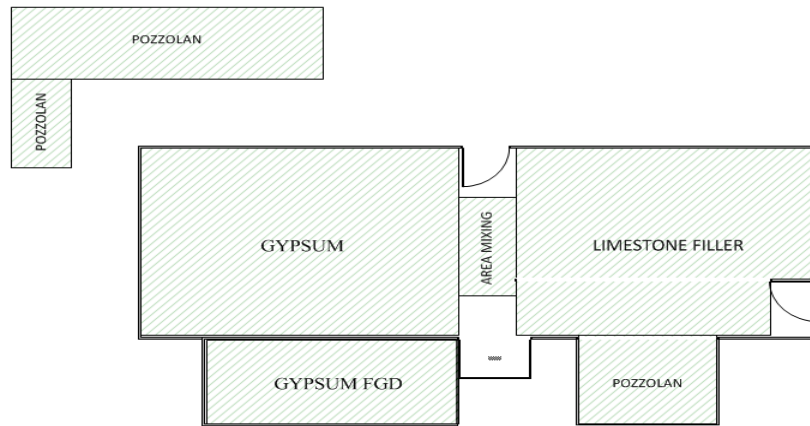 POZZOLAN
POZZOLAN
GYPSUM
AREA MIXING
LIMESTONE FILLER
GYPSUM FGD
POZZOLAN